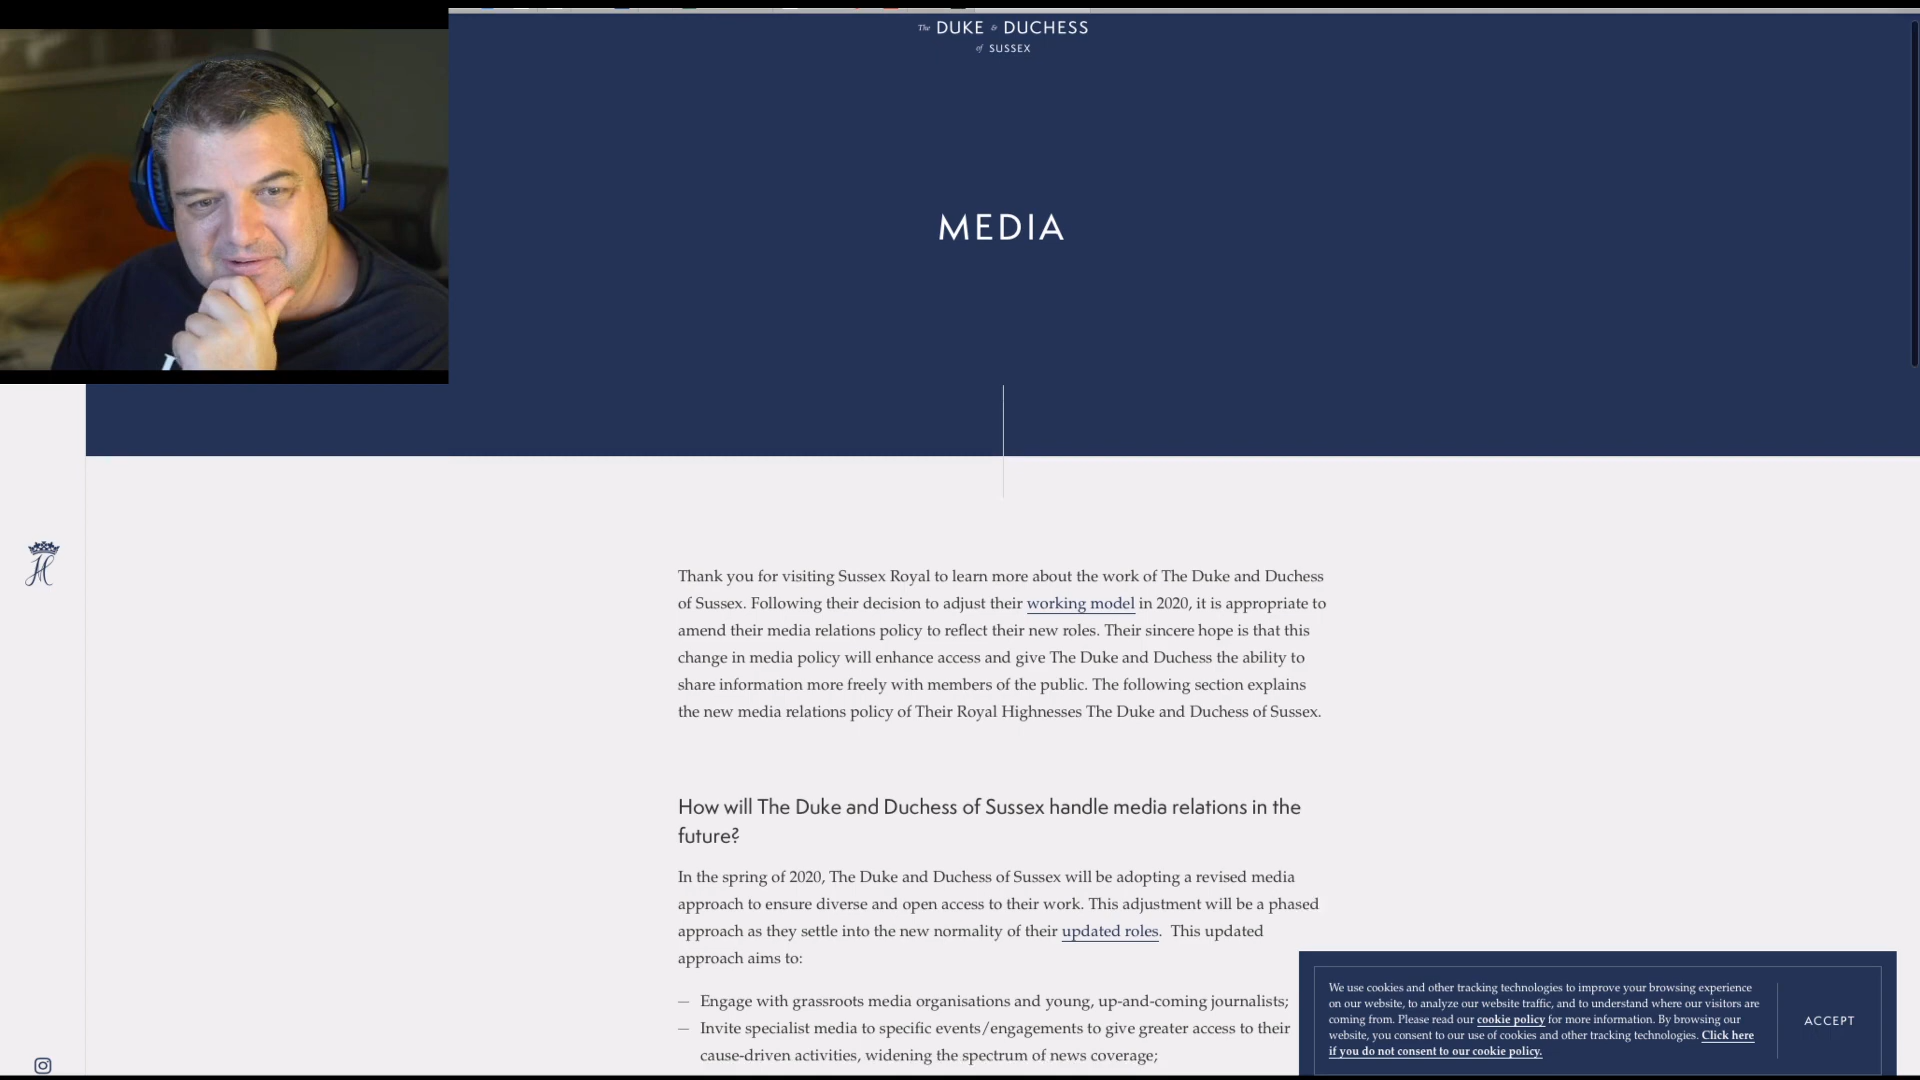 The DUKE & DUCHESS
of SUSSEX
MEDIA
Thank you for visiting Sussex Royal to learn more about the work of The Duke and Duchess
of Sussex. Following their decision to adjust their working model in 2020, it is appropriate to
amend their media relations policy to reflect their new roles. Their sincere hope is that this
change in media policy will enhance access and give The Duke and Duchess the ability to
share information more freely with members of the public. The following section explains
the new media relations policy of Their Royal Highnesses The Duke and Duchess of Sussex.
How will The Duke and Duchess of Sussex handle media relations in the
future?
In the spring of 2020, The Duke and Duchess of Sussex will be adopting a revised media
approach to ensure diverse and open access to their work. This adjustment will be a phased
approach as they settle into the new normality of their updated roles. This updated
approach aims to:
— Engage with grassroots media organisations and young, up-and-coming journalists;
— Invite specialist media to specific events/engagements to give greater access to their
cause-driven activities, widening the spectrum of news coverage;
We use cookies and other tracking technologies to improve your browsing experience
on our website, to analyze our website traffic, and to understand where our visitors are
coming from. Please read our cookie policy for more information. By browsing our
website, you consent to our use of cookies and other tracking technologies. Click here
if you do not consent to our cookie policy.
ACCEPT